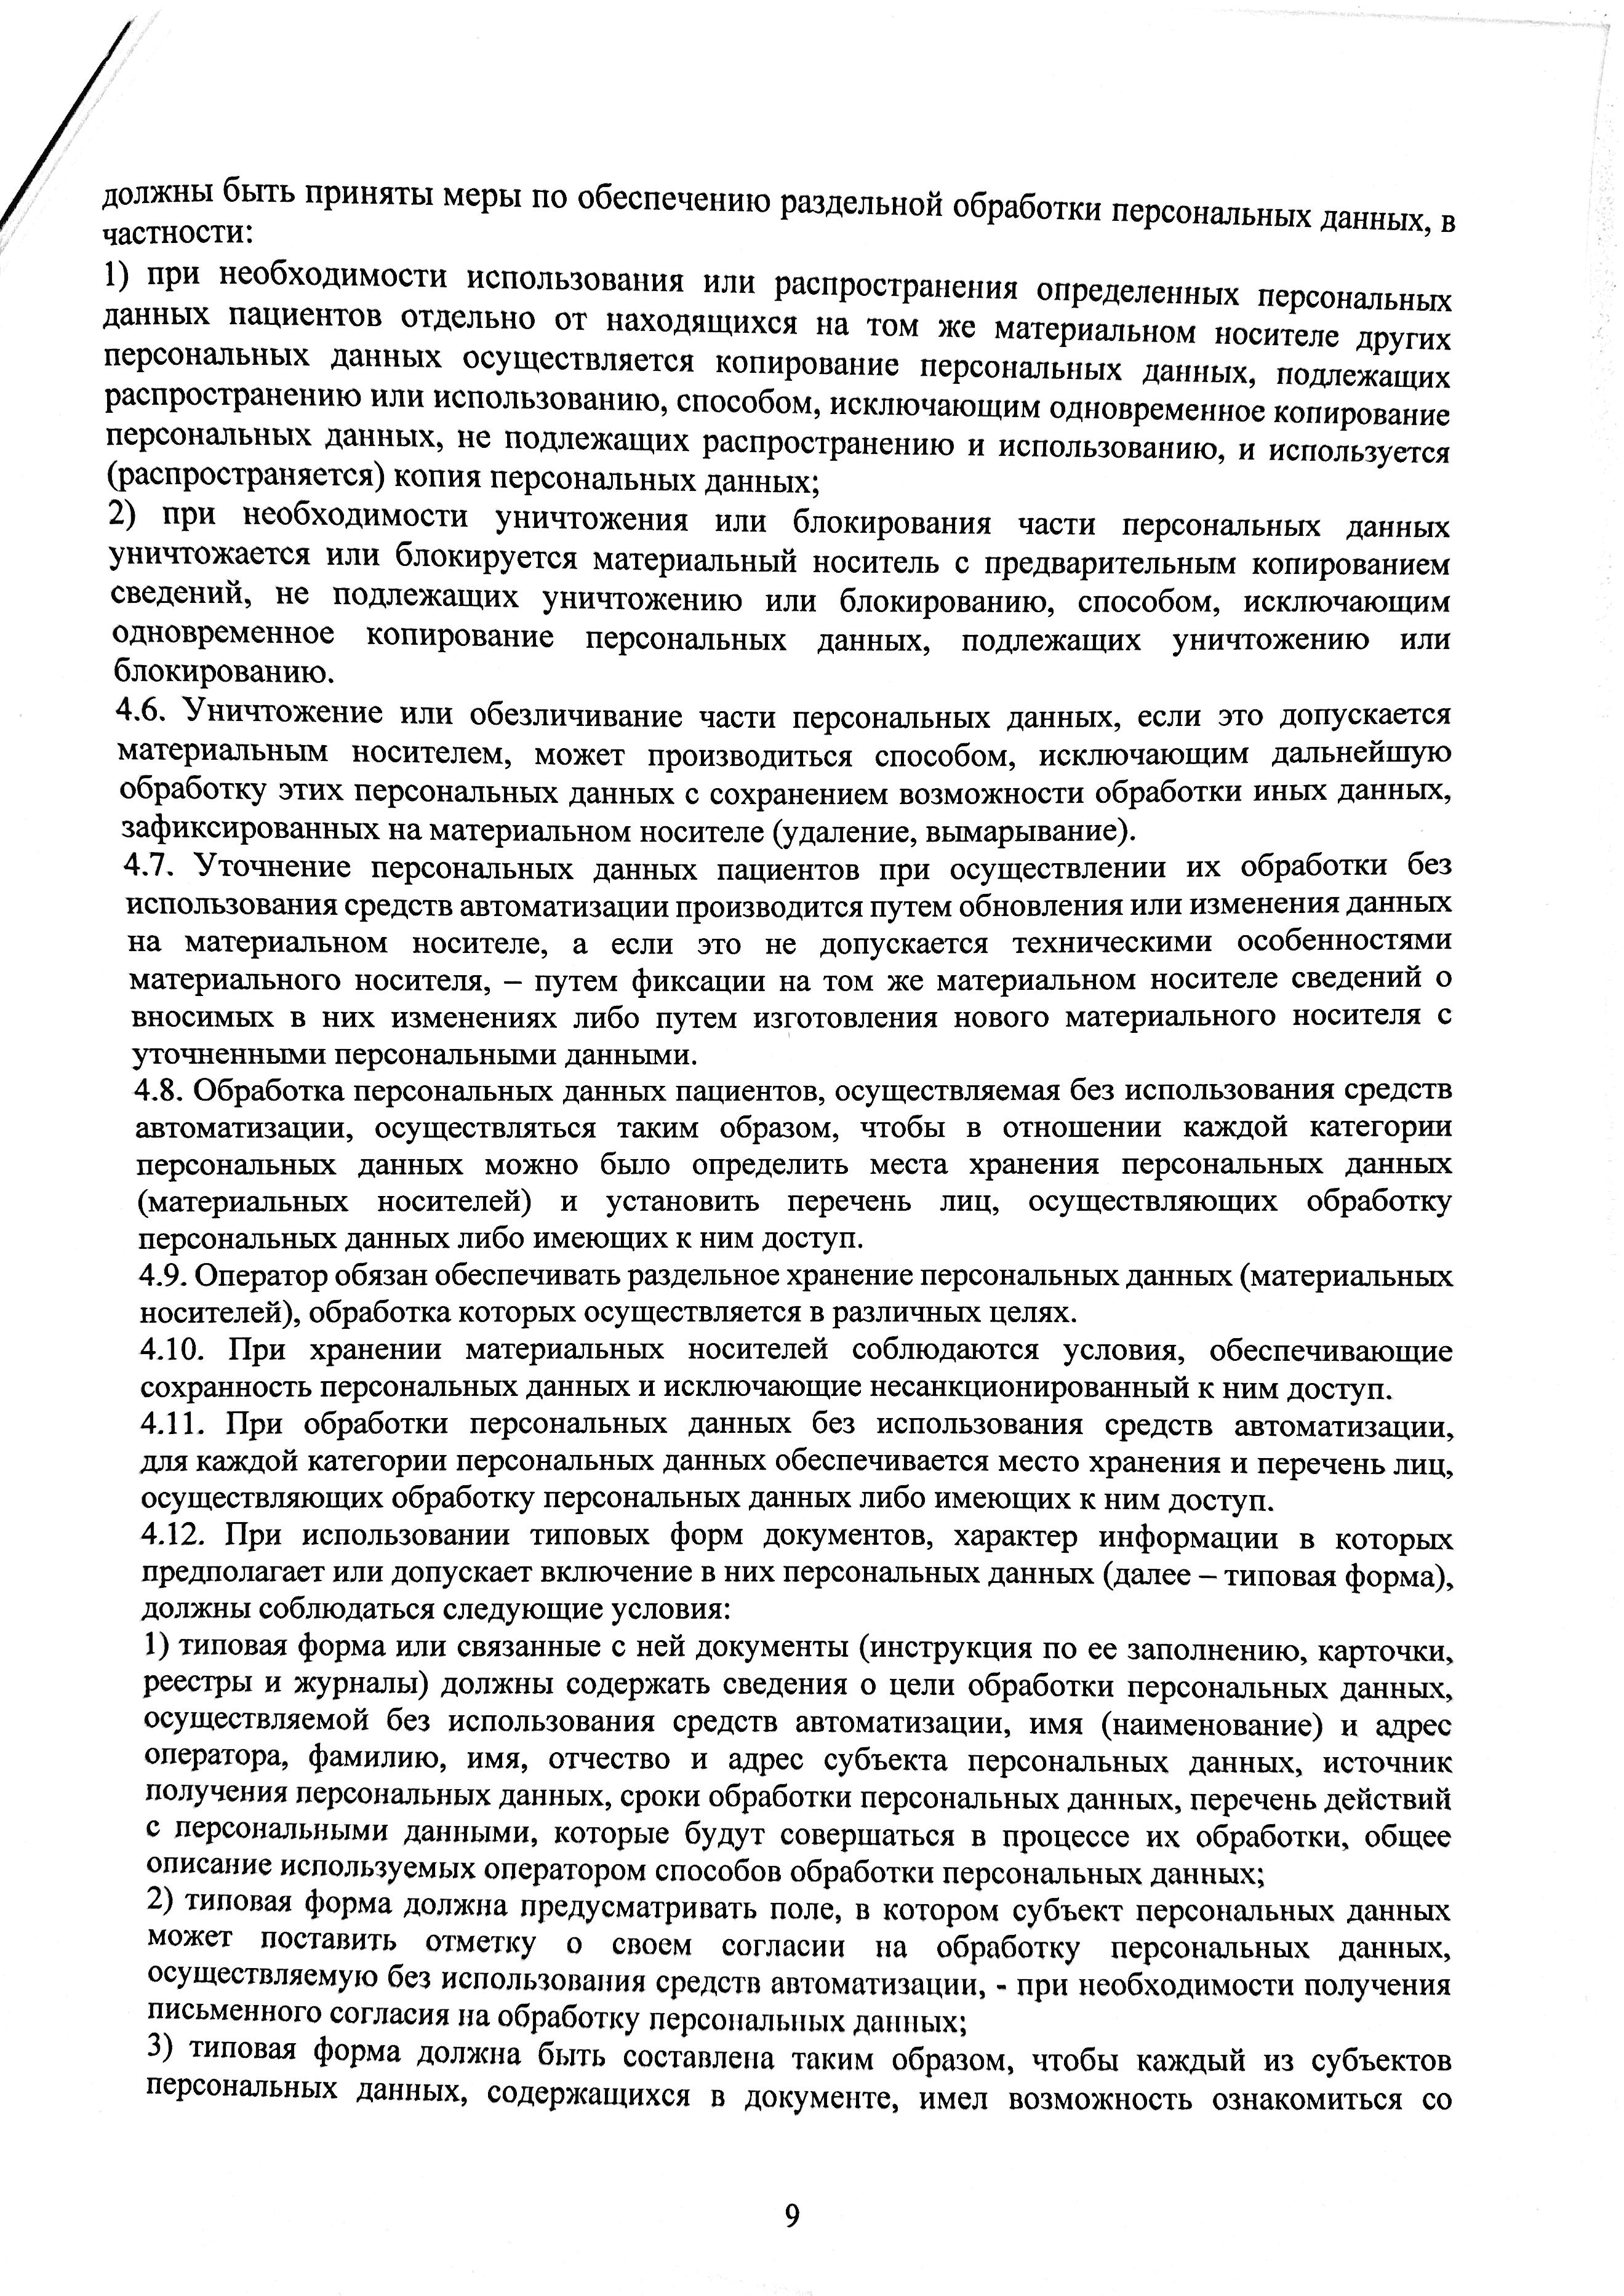 должны быть приняты меры по обеспечению раздельной обработки персональных данных, в
частности:
1) при необходимости использования или распространения определенных персональных
данных пациентов отдельно от находящихся на том же материальном носителе других
персональных данных осуществляется копирование персональных данных, подлежащих
распространению или использованию, способом, исключающим одновременное копирование
персональных данных, не подлежащих распространению и использованию, и используется
(распространяется) копия персональных данных;
2) при необходимости уничтожения или блокирования части персональных данных
уничтожается или блокируется материальный носитель с предварительным копированием
сведений, не подлежащих уничтожению или блокированию, способом, исключающим
одновременное копирование персональных данных, подлежащих уничтожению или
блокированию.
4.6. Уничтожение или обезличивание части персональных данных, если это допускается
материальным носителем, может производиться способом, исключающим дальнейшую
обработку этих персональных данных с сохранением возможности обработки иных данных,
зафиксированных на материальном носителе (удаление, вымарывание).
4.7. Уточнение персональных данных пациентов при осуществлении их обработки без
использования средств автоматизации производится путем обновления или изменения данных
на материальном носителе, а если это не допускается техническими особенностями
материального носителя, – путем фиксации на том же материальном носителе сведений о
вносимых в них изменениях либо путем изготовления нового материального носителя с
уточненными персональными данными.
4.8. Обработка персональных данных пациентов, осуществляемая без использования средств
автоматизации, осуществляться таким образом, чтобы в отношении каждой категории
персональных данных можно было определить места хранения персональных данных
(материальных носителей) и установить перечень лиц, осуществляющих обработку
персональных данных либо имеющих к ним доступ.
4.9. Оператор обязан обеспечивать раздельное хранение персональных данных (материальных
носителей), обработка которых осуществляется в различных целях.
4.10. При хранении материальных носителей соблюдаются условия, обеспечивающие
сохранность персональных данных и исключающие несанкционированный к ним доступ.
4.11. При обработки персональных данных без использования средств автоматизации,
для каждой категории персональных данных обеспечивается место хранения и перечень лиц,
осуществляющих обработку персональных данных либо имеющих к ним доступ.
4.12. При использовании типовых форм документов, характер информации в которых
предполагает или допускает включение в них персональных данных (далее – типовая форма),
должны соблюдаться следующие условия:
1) типовая форма или связанные с ней документы (инструкция по ее заполнению, карточки,
реестры и журналы) должны содержать сведения о цели обработки персональных данных,
осуществляемой без использования средств автоматизации, имя (наименование) и адрес
оператора, фамилию, имя, отчество и адрес субъекта персональных данных, источник
получения персональных данных, сроки обработки персональных данных, перечень действий
с персональными данными, которые будут совершаться в процессе их обработки, общее
описание используемых оператором способов обработки персональных данных;
2) типовая форма должна предусматривать поле, в котором субъект персональных данных
может поставить отметку о своем согласии на обработку персональных данных,
осуществляемую без использования средств автоматизации, - при необходимости получения
письменного согласия на обработку персональных данных;
3) типовая форма должна быть составлена таким образом, чтобы каждый из субъектов
персональных данных, содержащихся в документе, имел возможность ознакомиться со
9